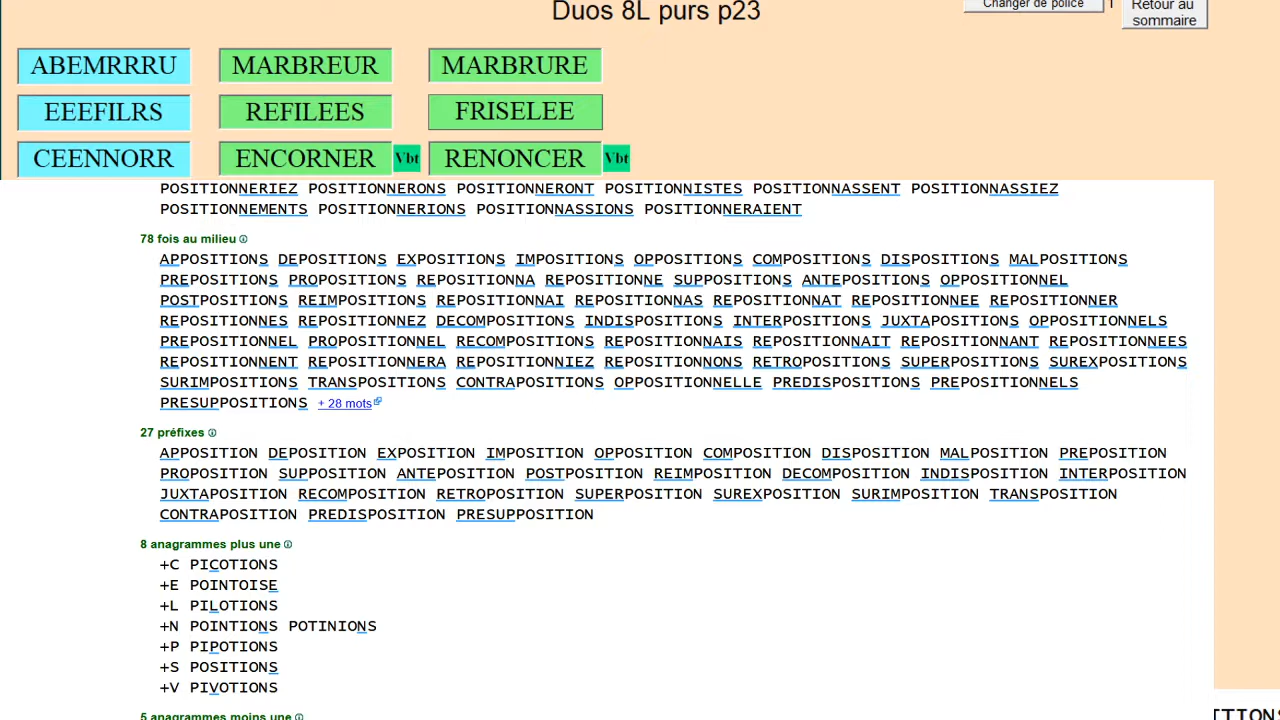 Duos 8L purs p23
Changer de police 1 Retour au sommaire
ABEMRRRU MARBREUR MARBRURE
EEEFILRS REFILEES FRISELEE
CEENNORR ENCORNER Vbt RENONCER Vbt
POSITIONNERIEZ POSITIONNERONS POSITIONNERONT POSITIONNISTES POSITIONNASSENT POSITIONNASSIEZ
POSITIONNEMENTS POSITIONNERIONS POSITIONNASSIONS POSITIONNERAIENT
78 fois au milieu
APPOSITIONS DEPOSITIONS EXPOSITIONS IMPOSITIONS OPPOSITIONS COMPOSITIONS DISPOSITIONS MALPOSITIONS
PREPOSITIONS PROPOSITIONS REPOSITIONNA REPOSITIONNE SUPPOSITIONS ANTEPOSITIONS OPPOSITIONNEL
POSTPOSITIONS REIMPOSITIONS REPOSITIONNAI REPOSITIONNAS REPOSITIONNAT REPOSITIONNEE REPOSITIONNER
REPOSITIONNES REPOSITIONNEZ DECOMPOSITIONS INDISPOSITIONS INTERPOSITIONS JUXTAPOSITIONS OPPOSITIONNELS
PREPOSITIONNEL PROPOSITIONNEL RECOMPOSITIONS REPOSITIONNAIS REPOSITIONNAIT REPOSITIONNANT REPOSITIONNEES
REPOSITIONNENT REPOSITIONNERA REPOSITIONNIEZ REPOSITIONNONS RETROPOSITIONS SUPERPOSITIONS SUREXPOSITIONS
SURIMPOSITIONS TRANSPOSITIONS CONTRAPOSITIONS OPPOSITIONNELLE PREDISPOSITIONS PREPOSITIONNELS
PRESUPPOSITIONS + 28 mots
27 préfixes
APPOSITION DEPOSITION EXPOSITION IMPOSITION OPPOSITION COMPOSITION DISPOSITION MALPOSITION PREPOSITION
PROPOSITION SUPPOSITION ANTEPOSITION POSTPOSITION REIMPOSITION DECOMPOSITION INDISPOSITION INTERPOSITION
JUXTAPOSITION RECOMPOSITION RETROPOSITION SUPERPOSITION SUREXPOSITION SURIMPOSITION TRANSPOSITION
CONTRAPOSITION PREDISPOSITION PRESUPPOSITION
8 anagrammes plus une
+C PICOTIONS
+E POINTOISE
+L PILOTIONS
+N POINTIONS POTINIONS
+P PIPOTIONS
+S POSITIONS
+V PIVOTIONS
5 anagrammes moins une